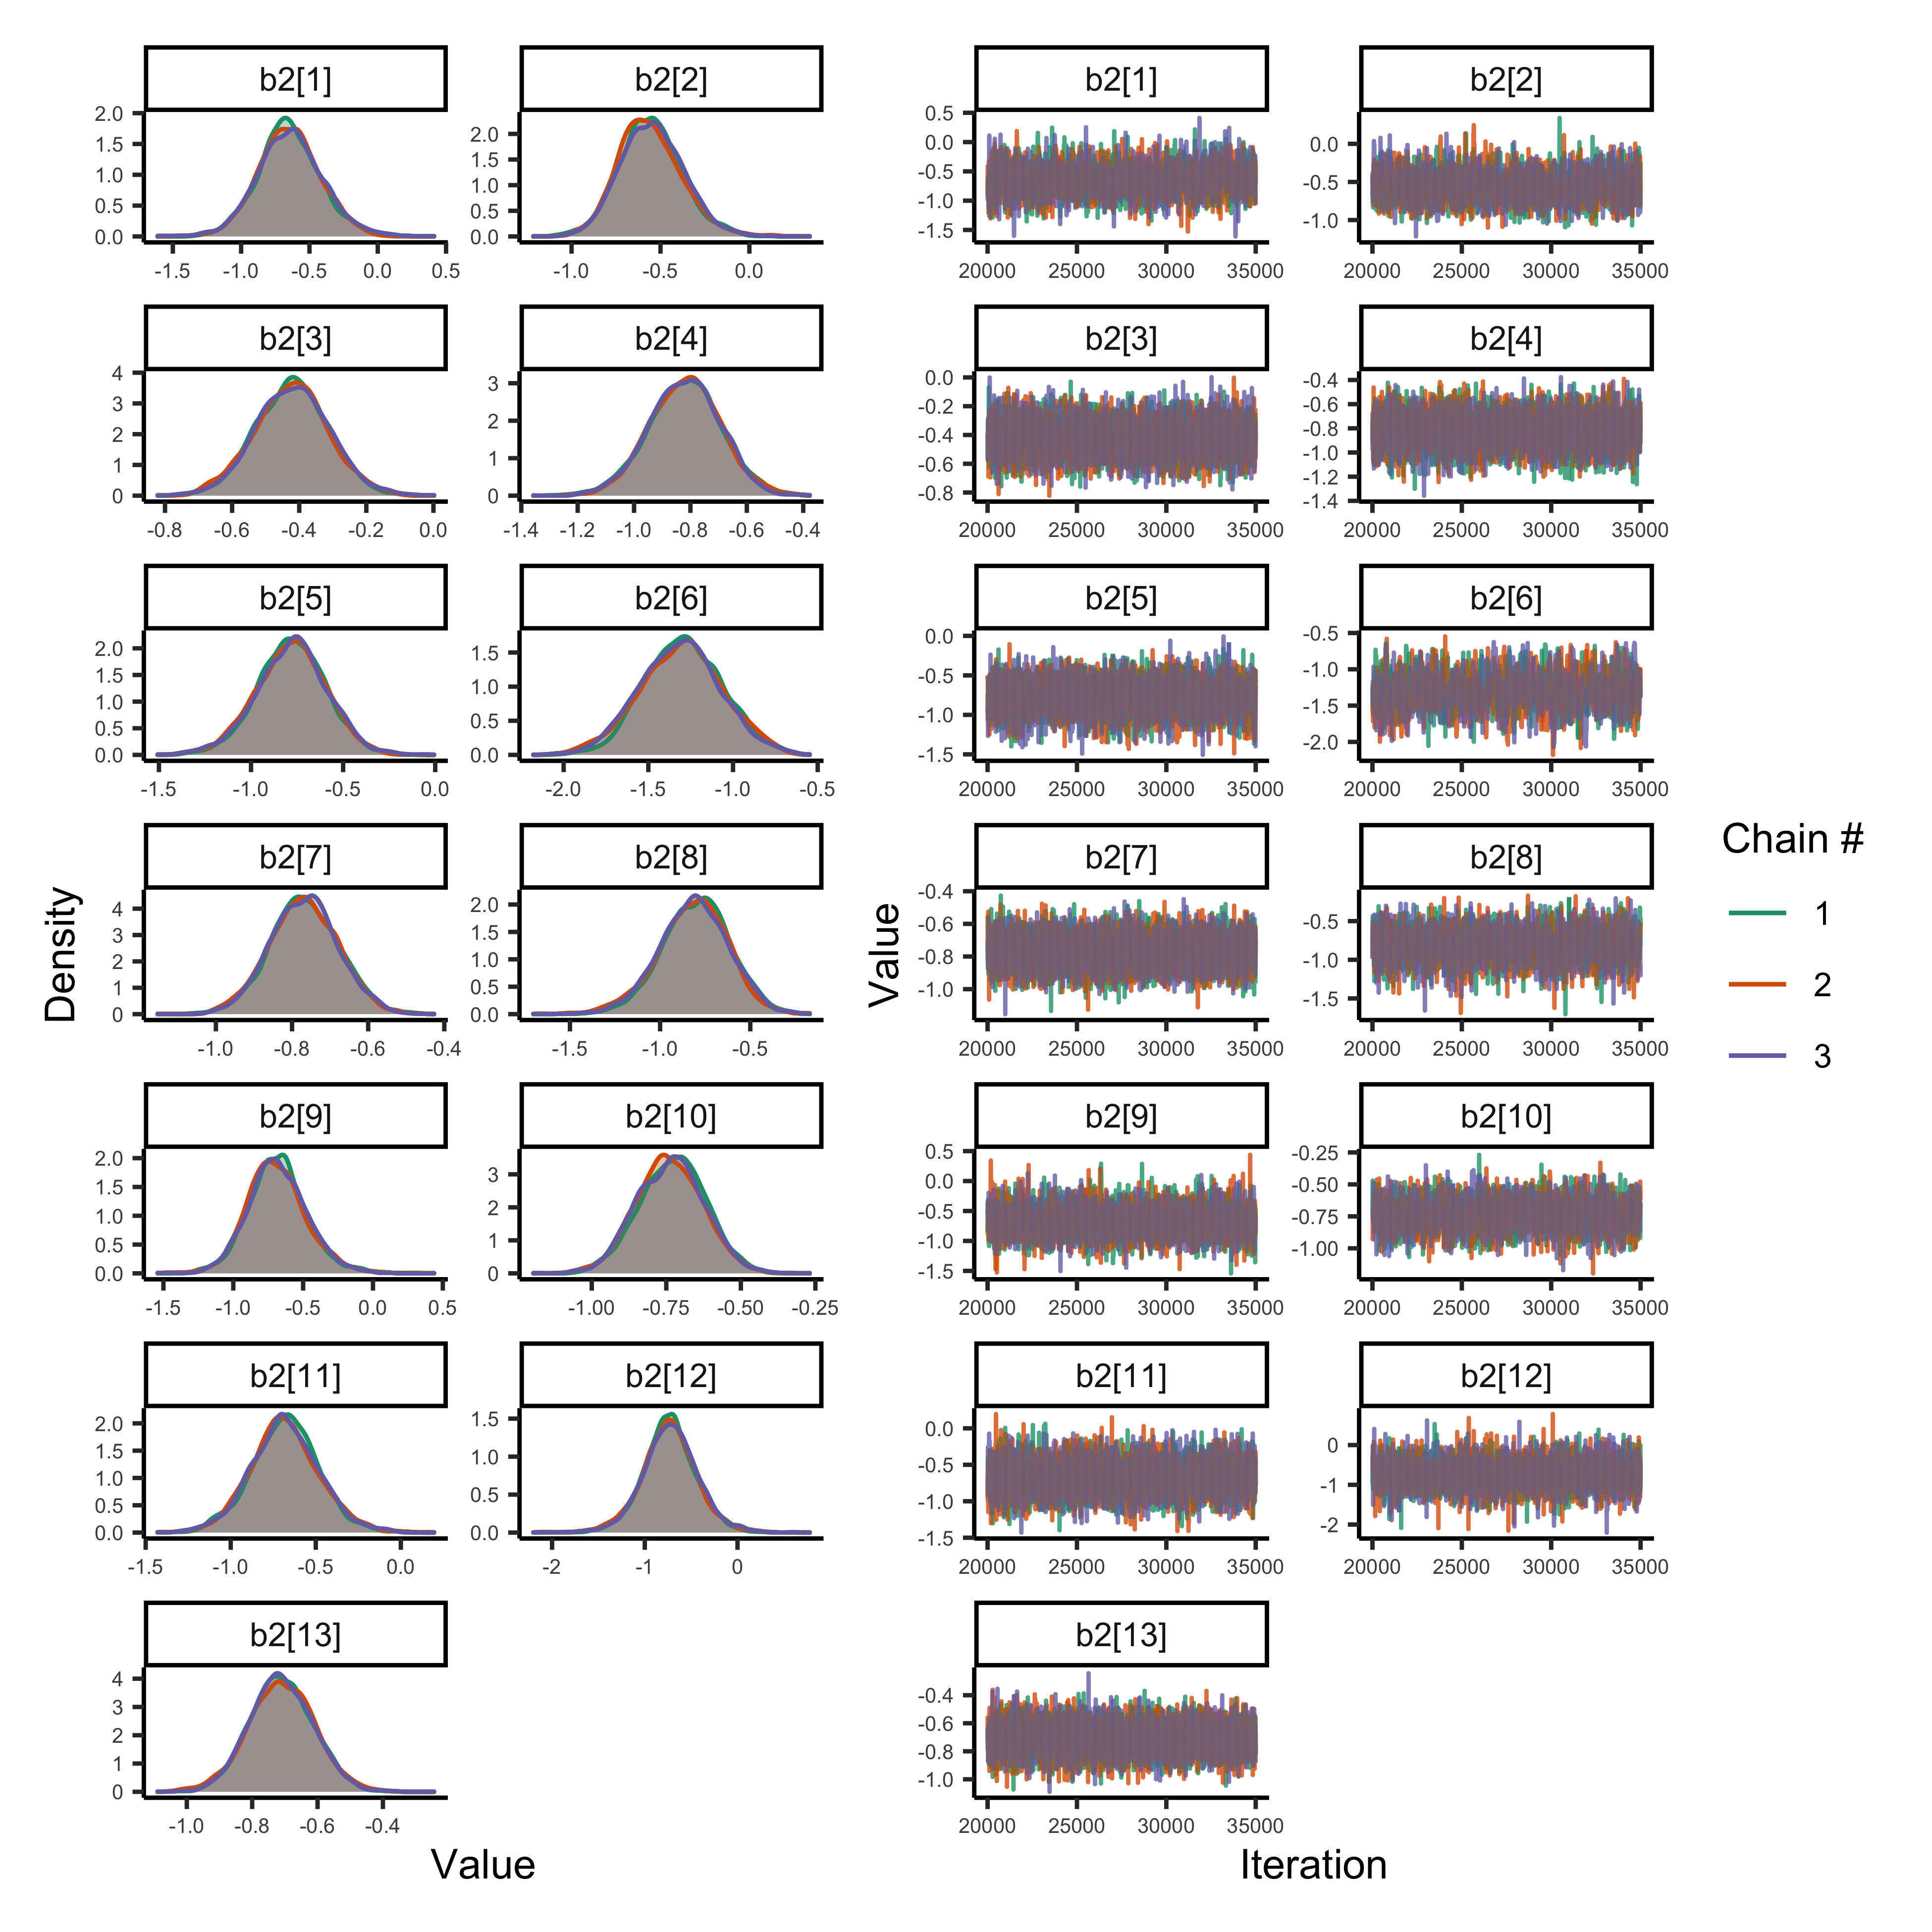 b2[1] b2[2] b2[1] b2[2]
2.0 1.5 1.0 0.5 0.0 2.0 1.5 1.0 0.5 0.0 0.5 0.0 -0.5 -1.0 -1.5 0.0 -0.5 -1.0
-1.5 -1.0 -0.5 0.0 0.5 -1.0 -0.5 0.0 20000 25000 30000 35000 20000 25000 30000 35000
b2[3] b2[4] b2[3] b2[4]
4 3 2 1 0 3 2 1 0 0.0 -0.2 -0.4 -0.6 -0.8 -0.4 -0.6 -0.8 -1.0 -1.2 -1.4
-0.8 -0.6 -0.4 -0.2 0.0 -1.4 -1.2 -1.0 -0.8 -0.6 -0.4 20000 25000 30000 35000 20000 25000 30000 35000
b2[5] b2[6] b2[5] b2[6]
2.0 1.5 1.0 0.5 0.0 1.5 1.0 0.5 0.0 0.0 -0.5 -1.0 -1.5 -0.5 -1.0 -1.5 -2.0
-1.5 -1.0 -0.5 0.0 -2.0 -1.5 -1.0 -0.5 20000 25000 30000 35000 20000 25000 30000 35000
b2[7] b2[8] b2[7] b2[8]
4 3 2 1 0 2.0 1.5 1.0 0.5 0.0 -0.4 -0.6 -0.8 -1.0 -0.5 -1.0 -1.5
-1.0 -0.8 -0.6 -0.4 -1.5 -1.0 -0.5 20000 25000 30000 35000 20000 25000 30000 35000
b2[9] b2[10] b2[9] b2[10]
2.0 1.5 1.0 0.5 0.0 3 2 1 0 0.5 0.0 -0.5 -1.0 -1.5 -0.25 -0.50 -0.75 -1.00
-1.5 -1.0 -0.5 0.0 0.5 -1.00 -0.75 -0.50 -0.25 20000 25000 30000 35000 20000 25000 30000 35000
b2[11] b2[12] b2[11] b2[12]
2.0 1.5 1.0 0.5 0.0 1.5 1.0 0.5 0.0 0.0 -0.5 -1.0 -1.5 0 -1 -2
-1.5 -1.0 -0.5 0.0 -2 -1 0 20000 25000 30000 35000 20000 25000 30000 35000
b2[13] b2[13]
4 3 2 1 0 -0.4 -0.6 -0.8 -1.0
-1.0 -0.8 -0.6 -0.4 20000 25000 30000 35000
Density
Value
Value
Iteration
Chain #
1
2
3